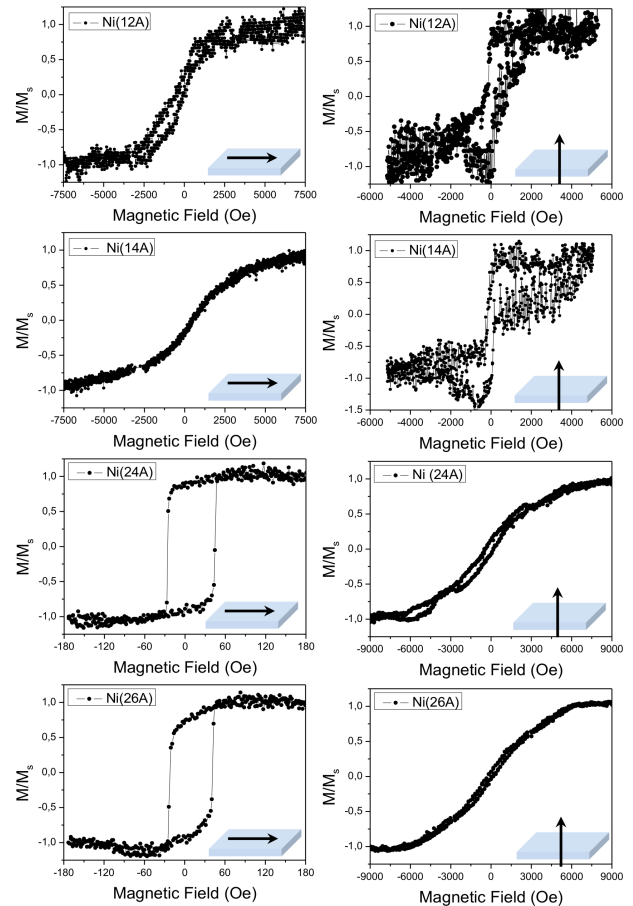 Ni(12A)
M/Ms
1,0
0,5
0,0
-0,5
-1,0
-7500 -5000 -2500 0 2500 5000 7500
Magnetic Field (Oe)
Ni(12A)
M/Ms
1,0
0,5
0,0
-0,5
-1,0
-6000 -4000 -2000 0 2000 4000 6000
Magnetic Field (Oe)
Ni(14A)
M/Ms
1,0
0,5
0,0
-0,5
-1,0
-7500 -5000 -2500 0 2500 5000 7500
Magnetic Field (Oe)
Ni(14A)
M/Ms
1,0
0,5
0,0
-0,5
-1,0
-1,5
-6000 -4000 -2000 0 2000 4000 6000
Magnetic Field (Oe)
Ni(24A)
M/Ms
1,0
0,5
0,0
-0,5
-1,0
-180 -120 -60 0 60 120 180
Magnetic Field (Oe)
Ni (24A)
M/Ms
1,0
0,5
0,0
-0,5
-1,0
-9000 -6000 -3000 0 3000 6000 9000
Magnetic Field (Oe)
Ni(26A)
M/Ms
1,0
0,5
0,0
-0,5
-1,0
-180 -120 -60 0 60 120 180
Magnetic Field (Oe)
Ni(26A)
M/Ms
1,0
0,5
0,0
-0,5
-1,0
-9000 -6000 -3000 0 3000 6000 9000
Magnetic Field (Oe)